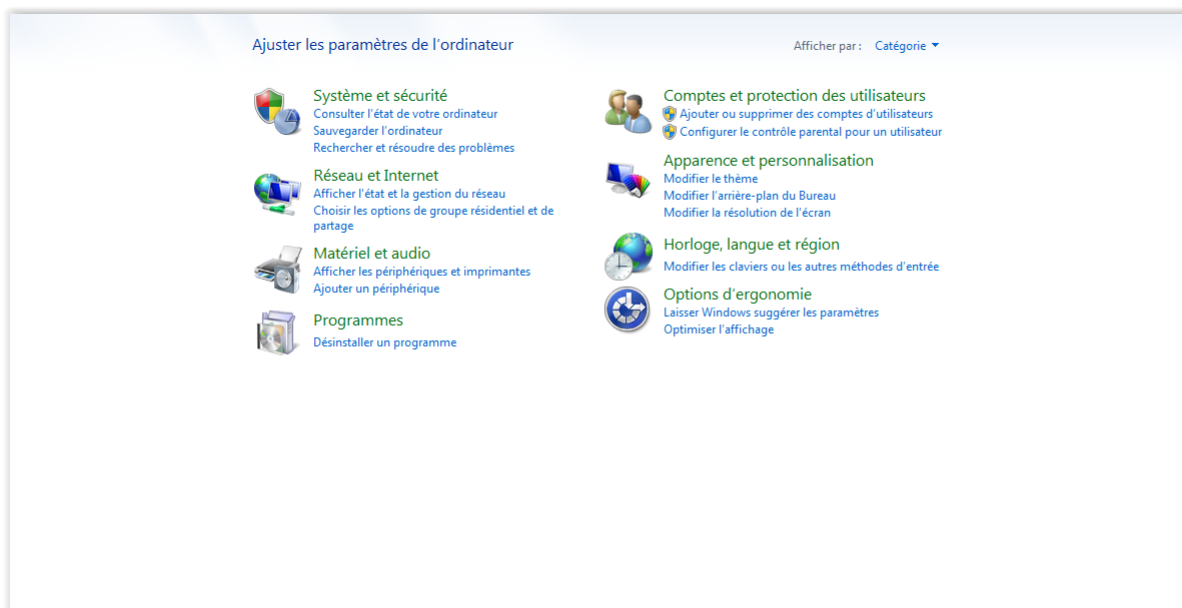 Ajuster les paramètres de l'ordinateur
Afficher par : Catégorie
Système et sécurité
Consulter l'état de votre ordinateur
Sauvegarder l'ordinateur
Rechercher et résoudre des problèmes
Réseau et Internet
Afficher l'état et la gestion du réseau
Choisir les options de groupe résidentiel et de
partage
Matériel et audio
Afficher les périphériques et imprimantes
Ajouter un périphérique
Programmes
Désinstaller un programme
Comptes et protection des utilisateurs
Ajouter ou supprimer des comptes d'utilisateurs
Configurer le contrôle parental pour un utilisateur
Apparence et personnalisation
Modifier le thème
Modifier l'arrière-plan du Bureau
Modifier la résolution de l'écran
Horloge, langue et région
Modifier les claviers ou les autres méthodes d'entrée
Options d'ergonomie
Laisser Windows suggérer les paramètres
Optimiser l'affichage